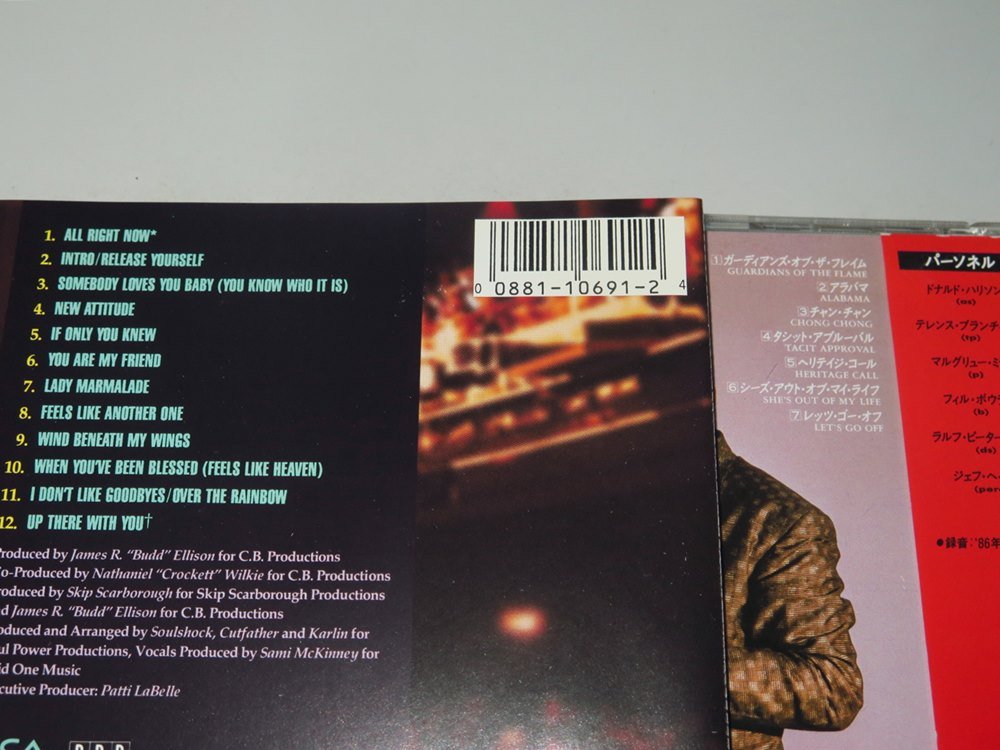 1. ALL RIGHT NOW*
2. INTRO/RELEASE YOURSELF
3. SOMEBODY LOVES YOU BABY (YOU KNOW WHO IT IS)
4. NEW ATTITUDE
5. IF ONLY YOU KNEW
6. YOU ARE MY FRIEND
7. LADY MARMALADE
8. FEELS LIKE ANOTHER ONE
9. WIND BENEATH MY WINGS
10. WHEN YOU'VE BEEN BLESSED (FEELS LIKE HEAVEN)
11. I DON'T LIKE GOODBYES/OVER THE RAINBOW
12. UP THERE WITH YOU†
roduced by James R. "Budd" Ellison for C.B. Productions
o-Produced by Nathaniel "Crockett" Wilkie for C.B. Productions
roduced by Skip Scarborough for Skip Scarborough Productions
nd James R. "Budd" Ellison for C.B. Productions
oduced and Arranged by Soulshock, Cutfather and Karlin for
ul Power Productions, Vocals Produced by Sami McKinney for
id One Music
ecutive Producer: Patti LaBelle
0 0881-10691-2 4
1 ガーディアンズ・オブ・ザ・フレイム
GUARDIANS OF THE FLAME
2 アラバマ
ALABAMA
3 チャン・チャン
CHONG CHONG
4 タシット・アプルーバル
TACIT APPROVAL
5 ヘリテイジ・コール
HERITAGE CALL
6 シーズ・アウト・オブ・マイ・ライフ
SHE'S OUT OF MY LIFE
7 レッツ・ゴー・オフ
LET'S GO OFF
パーソネル
ドナルド・ハリソン
(as)
テレンス・ブランチ
(tp)
マルグリュー・ミ
(p)
フィル・ボウ
(b)
ラルフ・ピーター
(ds)
ジェフ・ヘ
(per
●録音:'86年